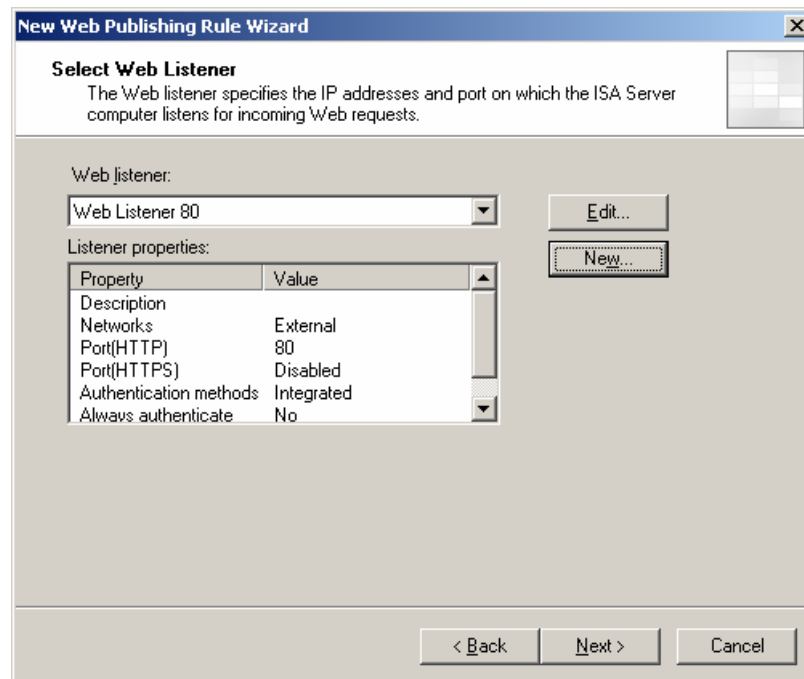 New Web Publishing Rule Wizard
Select Web Listener
The Web listener specifies the IP addresses and port on which the ISA Server
computer listens for incoming Web requests.
Web listener:
Web Listener 80
Edit...
Listener properties:
New...
Property Value
Description
Networks External
Port(HTTP) 80
Port(HTTPS) Disabled
Authentication methods Integrated
Always authenticate No
< Back Next > Cancel